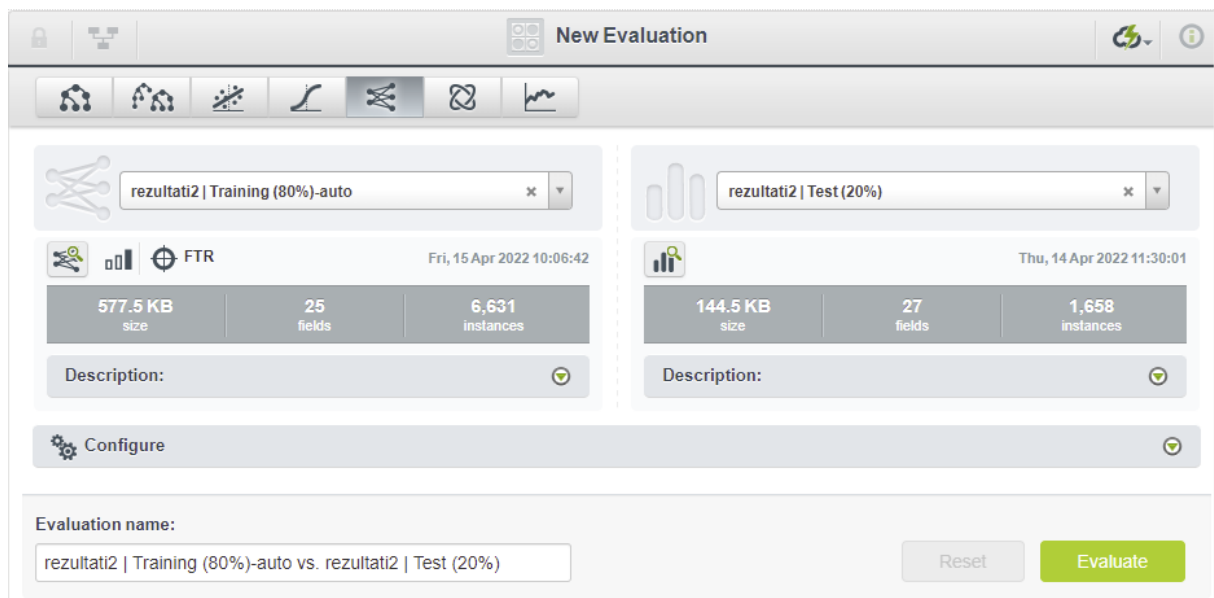 New Evaluation
rezultati2 | Training (80%)-auto
rezultati2 | Test (20%)
FTR
Fri, 15 Apr 2022 10:06:42
Thu, 14 Apr 2022 11:30:01
577.5 KB
size
25
fields
6,631
instances
144.5 KB
size
27
fields
1,658
instances
Description:
Description:
Configure
Evaluation name:
rezultati2 | Training (80%)-auto vs. rezultati2 | Test (20%)
Reset
Evaluate